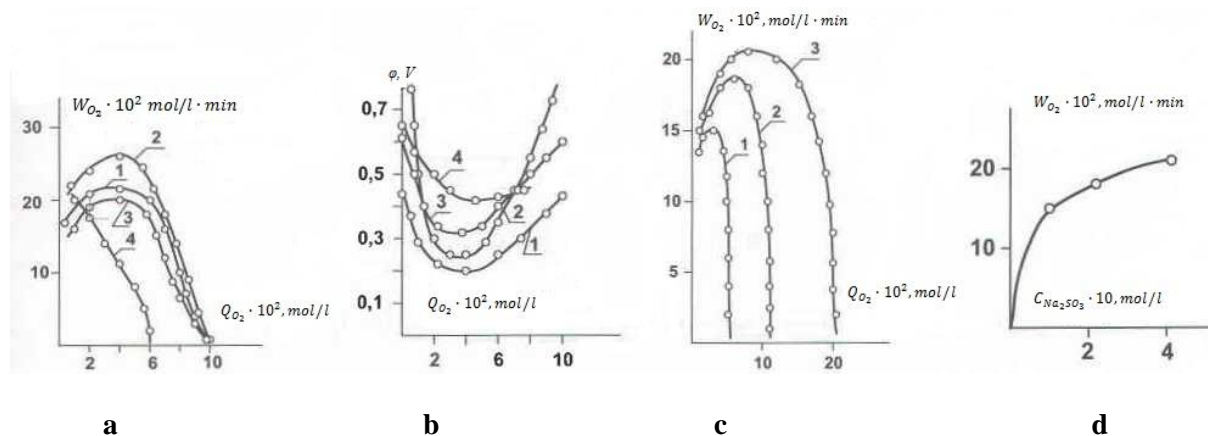 W_{O_2} · 10^2 mol/l · min
30
20
10
2
1
3
4
Q_{O_2} · 10^2, mol/l
2 6 10
a
φ, V
0,7
0,5
0,3
0,1
4
3
2
1
Q_{O_2} · 10^2, mol/l
2 6 10
b
W_{O_2} · 10^2, mol/l · min
20
15
10
5
3
2
1
Q_{O_2} · 10^2, mol/l
10 20
c
W_{O_2} · 10^2, mol/l · min
20
10
C_{Na_2SO_3} · 10, mol/l
2 4
d